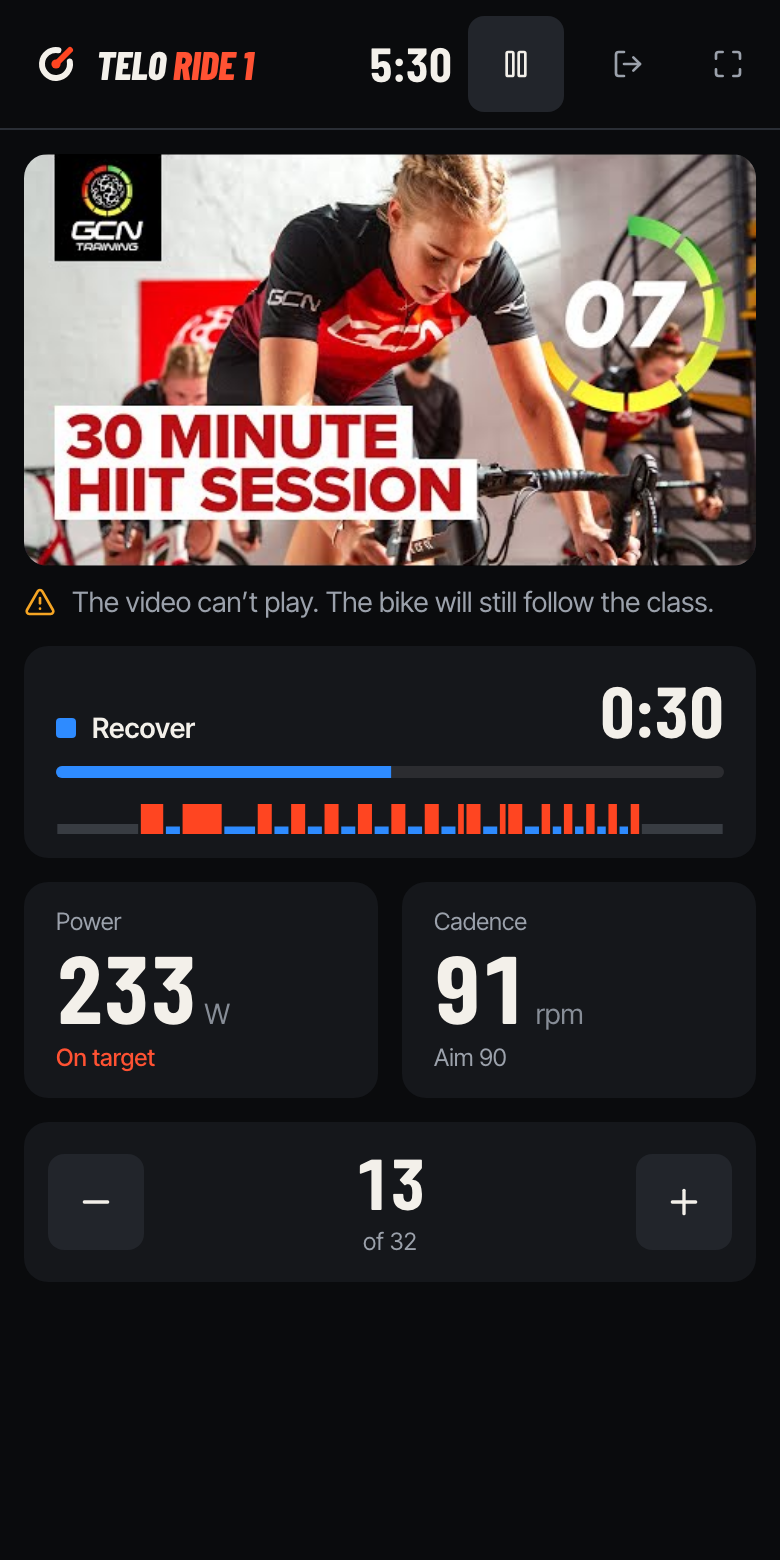 TELO RIDE 1
5:30
GCN
TRAINING
GCN
GCN
07
30 MINUTE
HIIT SESSION
The video can’t play. The bike will still follow the class.
Recover
0:30
Power
233 W
On target
Cadence
91 rpm
Aim 90
13
of 32